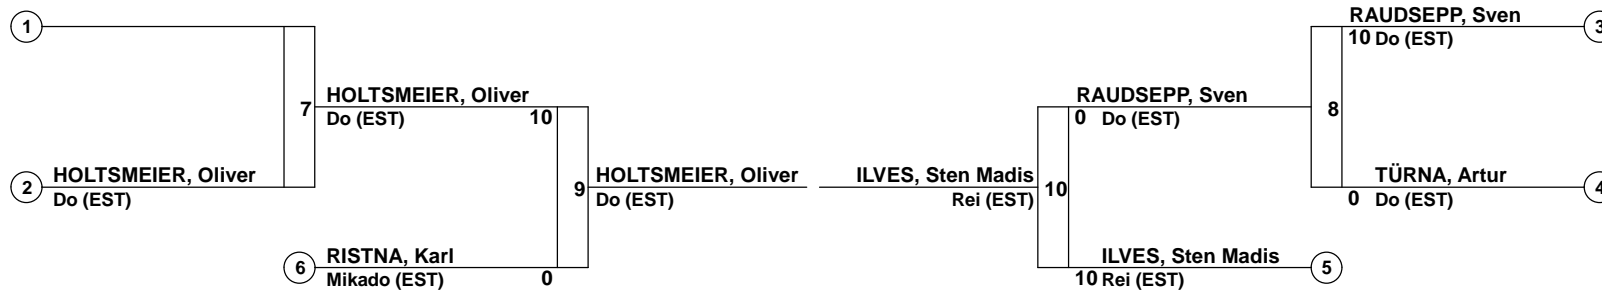 1
2
HOLTSMEIER, Oliver
Do (EST)
7
HOLTSMEIER, Oliver
Do (EST)
10
6
RISTNA, Karl
Mikado (EST)
0
9
HOLTSMEIER, Oliver
Do (EST)
ILVES, Sten Madis
Rei (EST)
10
RAUDSEPP, Sven
0 Do (EST)
ILVES, Sten Madis
10 Rei (EST)
5
8
RAUDSEPP, Sven
10 Do (EST)
3
TÜRNA, Artur
0 Do (EST)
4